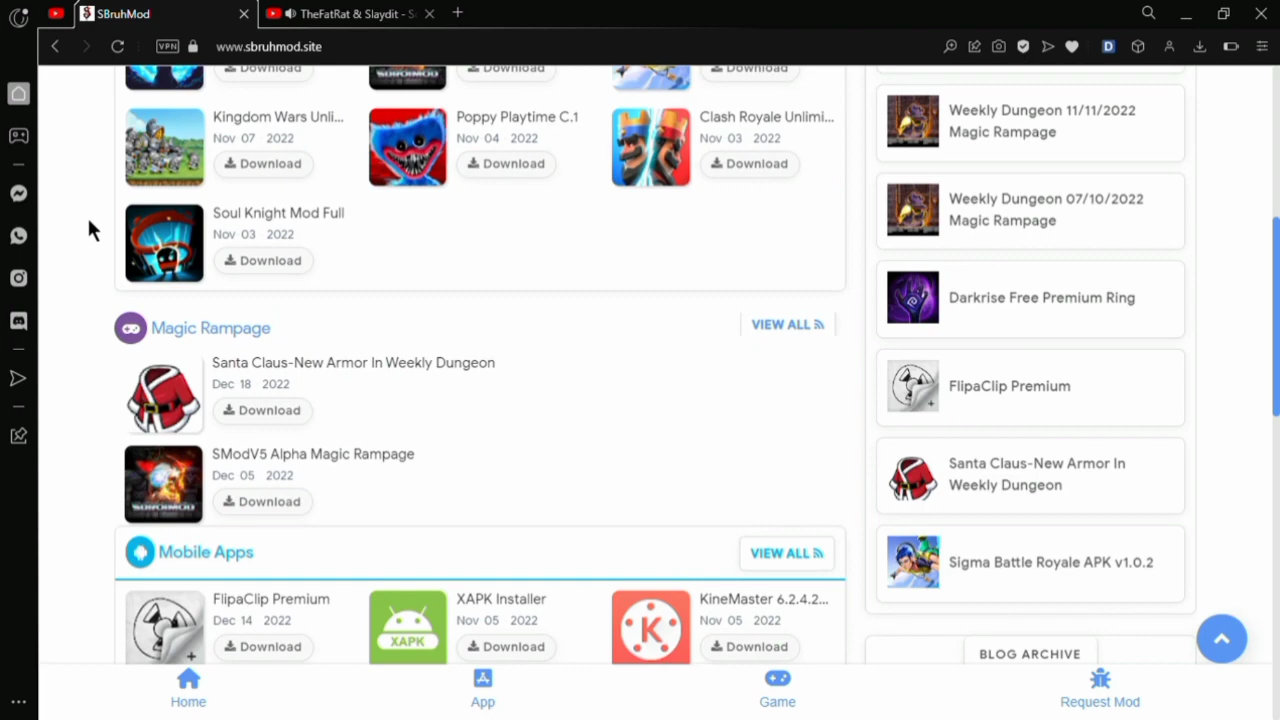 SBruhMod
TheFatRat & Slaydit - S
VPN
www.sbruhmod.site
Download
Download
Download
Kingdom Wars Unli...
Nov 07 2022
Download
Poppy Playtime C.1
Nov 04 2022
Download
Clash Royale Unlimi...
Nov 03 2022
Download
Soul Knight Mod Full
Nov 03 2022
Download
Magic Rampage
VIEW ALL
Santa Claus-New Armor In Weekly Dungeon
Dec 18 2022
Download
SModV5 Alpha Magic Rampage
Dec 05 2022
Download
Mobile Apps
VIEW ALL
FlipaClip Premium
Dec 14 2022
Download
XAPK
XAPK Installer
Nov 05 2022
Download
K
KineMaster 6.2.4.2...
Nov 05 2022
Download
Weekly Dungeon 11/11/2022
Magic Rampage
Weekly Dungeon 07/10/2022
Magic Rampage
Darkrise Free Premium Ring
FlipaClip Premium
Santa Claus-New Armor In
Weekly Dungeon
Sigma Battle Royale APK v1.0.2
BLOG ARCHIVE
Home
App
Game
Request Mod